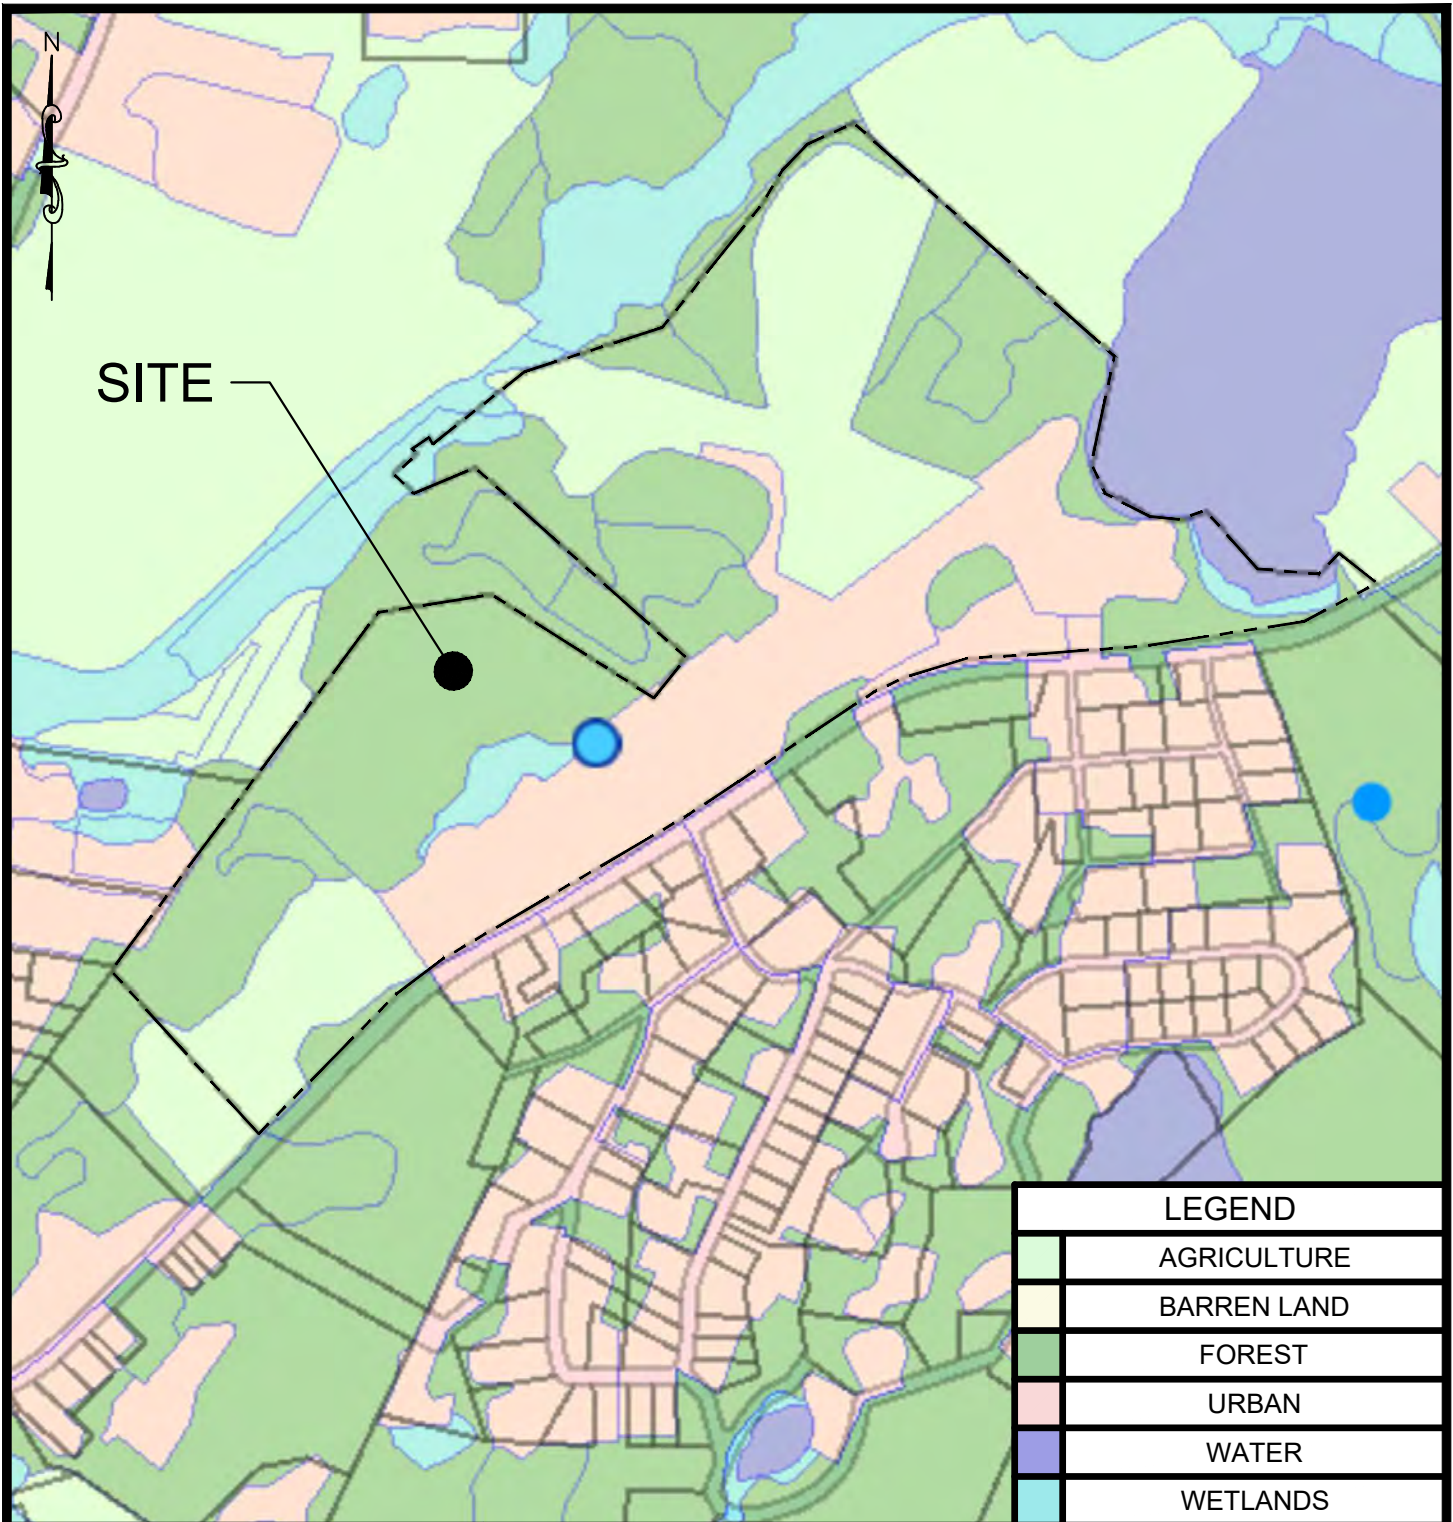 N
SITE
LEGEND
AGRICULTURE
BARREN LAND
FOREST
URBAN
WATER
WETLANDS